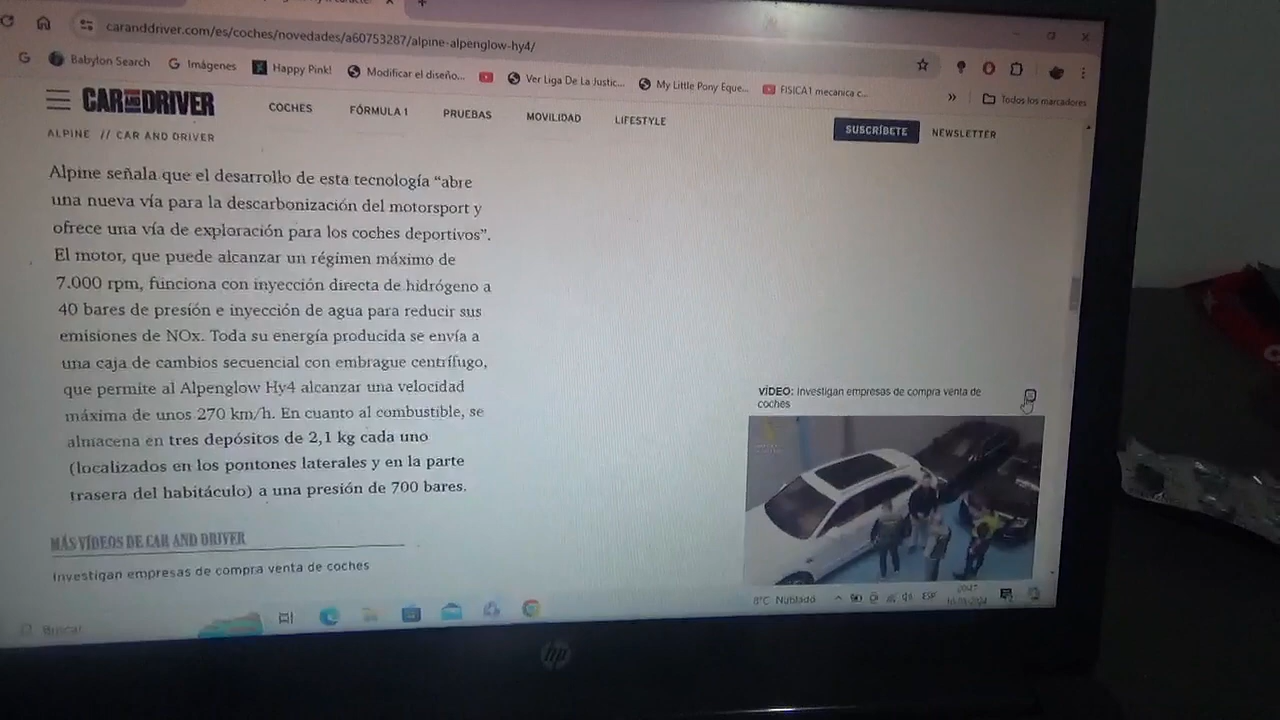 caranddriver.com/es/coches/novedades/a60753287/alpine-alpenglow-hy4/
Babylon Search
Imágenes
Happy Pink!
Modificar el diseño...
Ver Liga De La Justic...
My Little Pony Eque...
FISICA1 mecanica c...
Todos los marcadores
CAR AND DRIVER
COCHES
FÓRMULA 1
PRUEBAS
MOVILIDAD
LIFESTYLE
SUSCRÍBETE
NEWSLETTER
ALPINE // CAR AND DRIVER
Alpine señala que el desarrollo de esta tecnología “abre
una nueva vía para la descarbonización del motorsport y
ofrece una vía de exploración para los coches deportivos”.
El motor, que puede alcanzar un régimen máximo de
7.000 rpm, funciona con inyección directa de hidrógeno a
40 bares de presión e inyección de agua para reducir sus
emisiones de NOx. Toda su energía producida se envía a
una caja de cambios secuencial con embrague centrífugo,
que permite al Alpenglow Hy4 alcanzar una velocidad
máxima de unos 270 km/h. En cuanto al combustible, se
almacena en tres depósitos de 2,1 kg cada uno
(localizados en los pontones laterales y en la parte
trasera del habitáculo) a una presión de 700 bares.
VÍDEO: Investigan empresas de compra venta de
coches
MÁS VÍDEOS DE CAR AND DRIVER
Investigan empresas de compra venta de coches
Buscar
8°C Nublado
ESP
hp